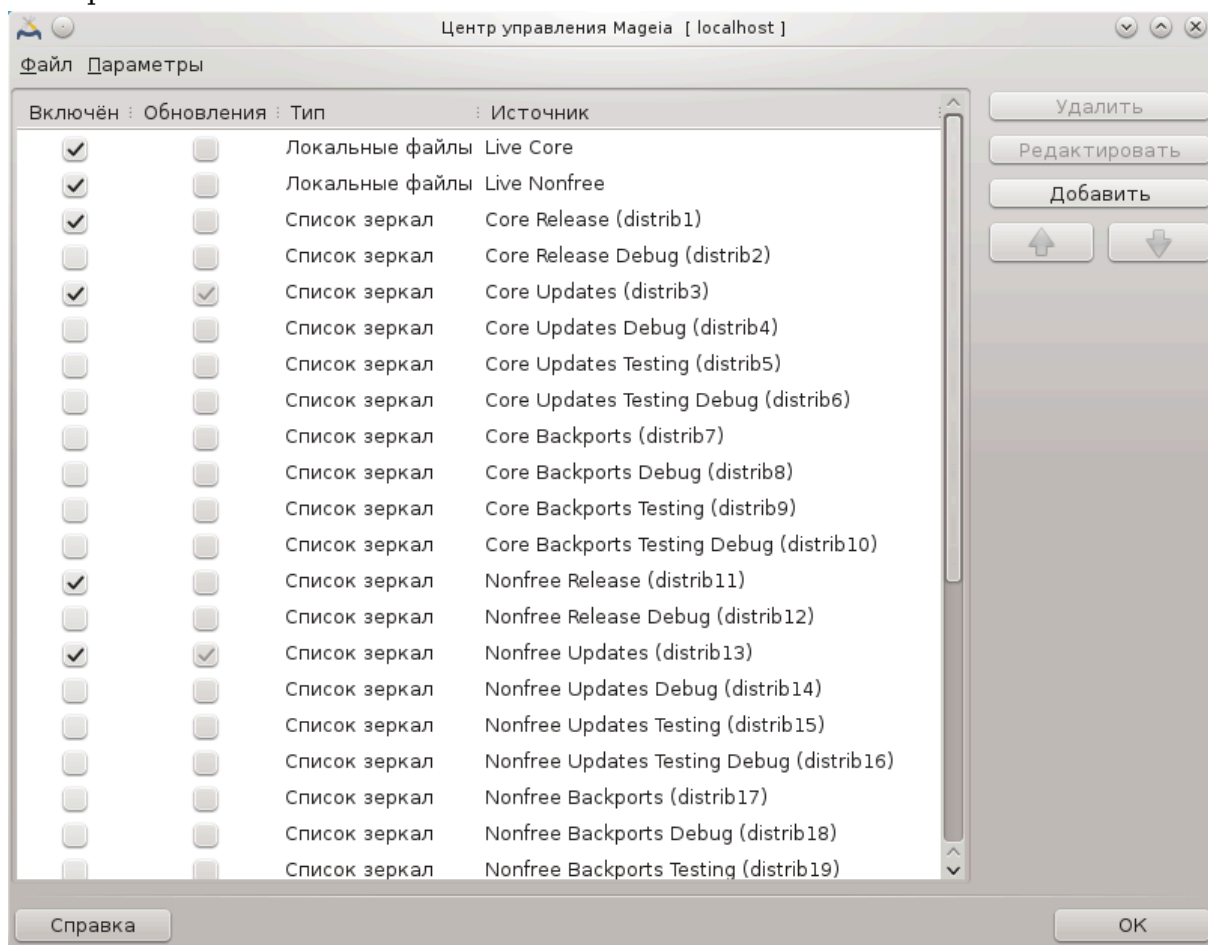 Центр управления Mageia [ localhost ]
Файл Параметры
Включён Обновления Тип Источник
Локальные файлы Live Core
Локальные файлы Live Nonfree
Список зеркал Core Release (distrib1)
Список зеркал Core Release Debug (distrib2)
Список зеркал Core Updates (distrib3)
Список зеркал Core Updates Debug (distrib4)
Список зеркал Core Updates Testing (distrib5)
Список зеркал Core Updates Testing Debug (distrib6)
Список зеркал Core Backports (distrib7)
Список зеркал Core Backports Debug (distrib8)
Список зеркал Core Backports Testing (distrib9)
Список зеркал Core Backports Testing Debug (distrib10)
Список зеркал Nonfree Release (distrib11)
Список зеркал Nonfree Release Debug (distrib12)
Список зеркал Nonfree Updates (distrib13)
Список зеркал Nonfree Updates Debug (distrib14)
Список зеркал Nonfree Updates Testing (distrib15)
Список зеркал Nonfree Updates Testing Debug (distrib16)
Список зеркал Nonfree Backports (distrib17)
Список зеркал Nonfree Backports Debug (distrib18)
Список зеркал Nonfree Backports Testing (distrib19)
Удалить
Редактировать
Добавить
Справка
OK